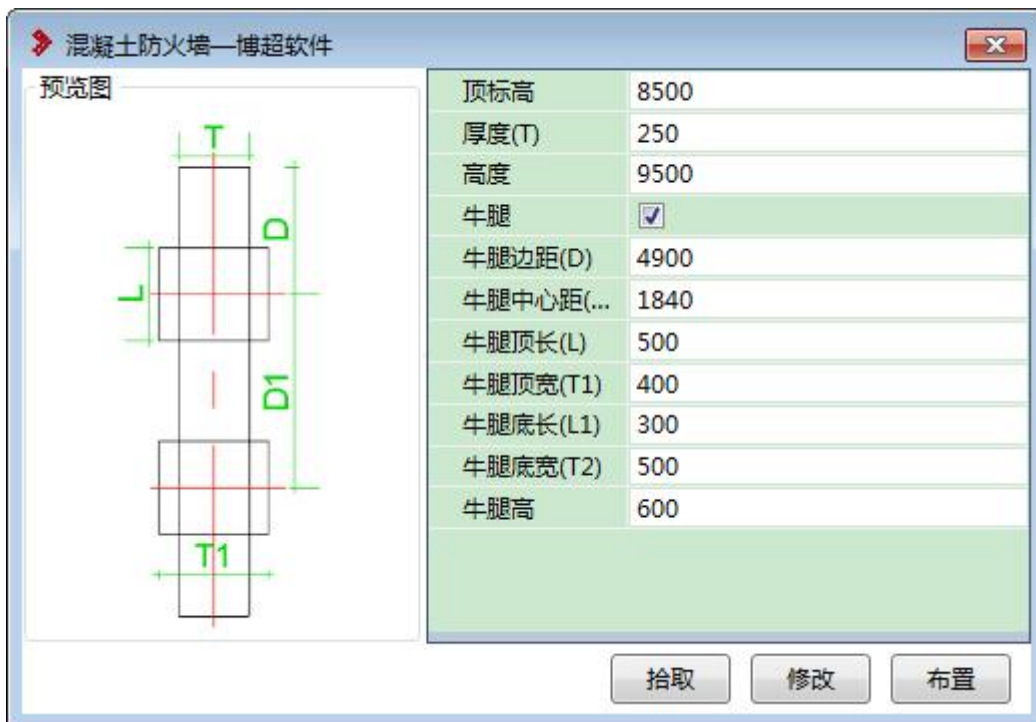 混凝土防火墙—博超软件
预览图
T
D
L
D1
T1
顶标高 8500
厚度(T) 250
高度 9500
牛腿
牛腿边距(D) 4900
牛腿中心距(... 1840
牛腿顶长(L) 500
牛腿顶宽(T1) 400
牛腿底长(L1) 300
牛腿底宽(T2) 500
牛腿高 600
拾取 修改 布置